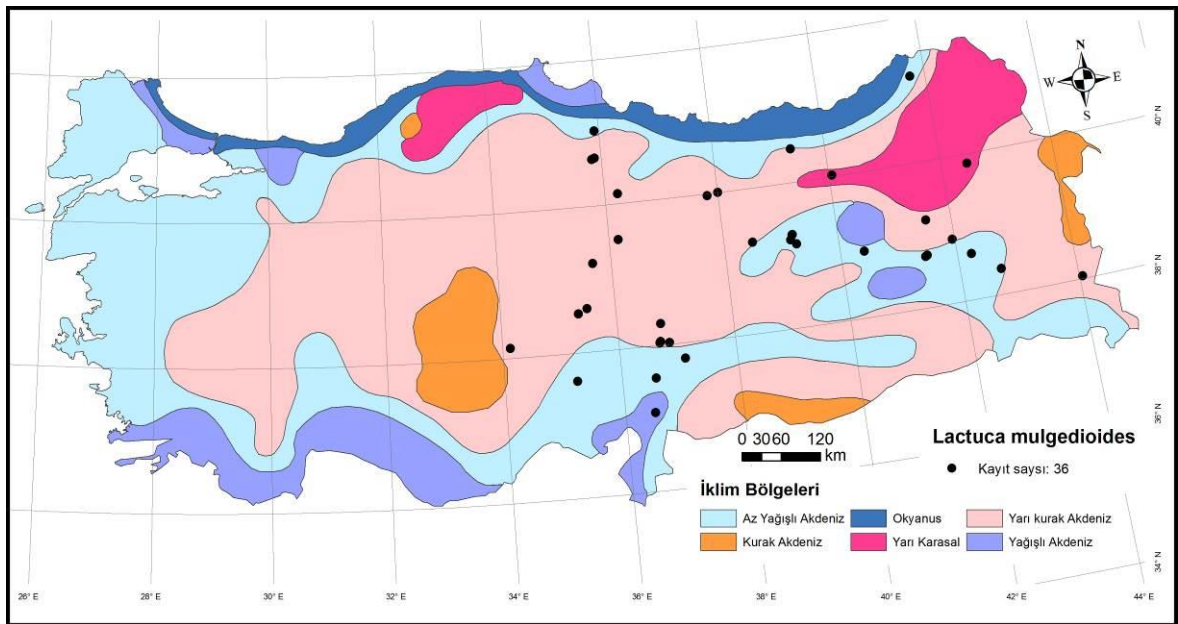 N
W E
S
40° N
38° N
36° N
34° N
Lactuca mulgedioides
Kayıt saysı: 36
0 30 60 120
km
İklim Bölgeleri
Az Yağışlı Akdeniz
Okyanus
Yarı kurak Akdeniz
Kurak Akdeniz
Yarı Karasal
Yağışlı Akdeniz
26° E 28° E 30° E 32° E 34° E 36° E 38° E 40° E 42° E 44° E